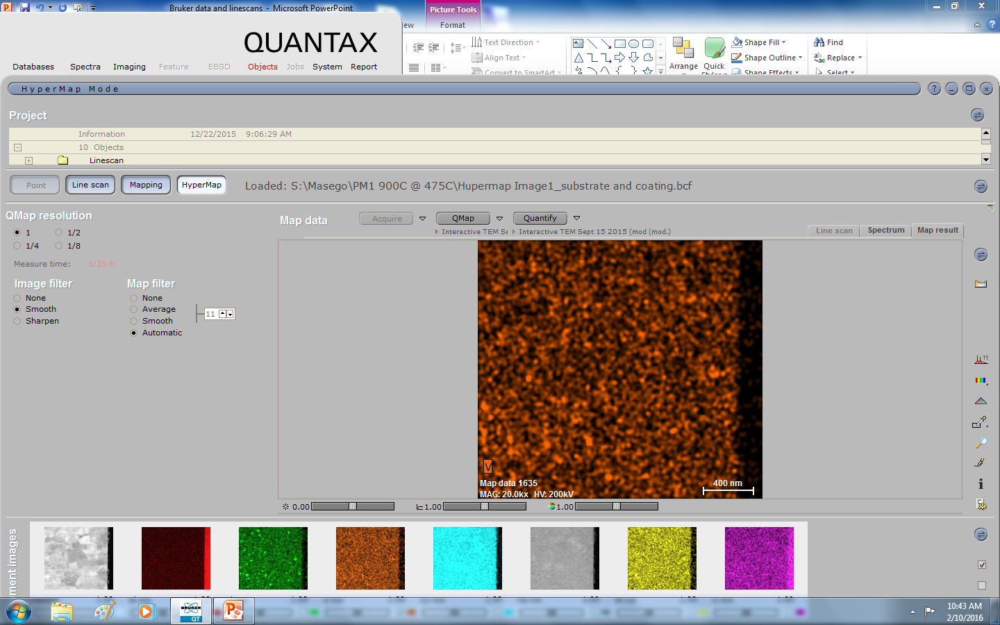 Bruker data and linescans - Microsoft PowerPoint
Picture Tools
ew
Format
QUANTAX
Databases Spectra Imaging Feature EBSD Objects Jobs System Report
Text Direction
Align Text
Convert to SmartArt
Arrange
Quick
Shape Fill
Shape Outline
Shape Effects
Find
Replace
Select
HyperMap Mode
Project
Information 12/22/2015 9:06:29 AM
10 Objects
Linescan
Point Line scan Mapping HyperMap Loaded: S:\Masego\PM1 900C @ 475C\Hupermap Image1_substrate and coating.bcf
QMap resolution
1 1/2
1/4 1/8
Measure time: 6:39 h
Image filter
None
Smooth
Sharpen
Map filter
None
Average
Smooth
Automatic
11
Map data Acquire QMap Quantify
Interactive TEM Se Interactive TEM Sept 15 2015 (mod (mod.)
Line scan Spectrum Map result
V
Map data 1635
MAG: 20.0kx HV: 200kV
400 nm
0.00 1.00 1.00
ment images
BRUKER
QT
10:43 AM
2/10/2016